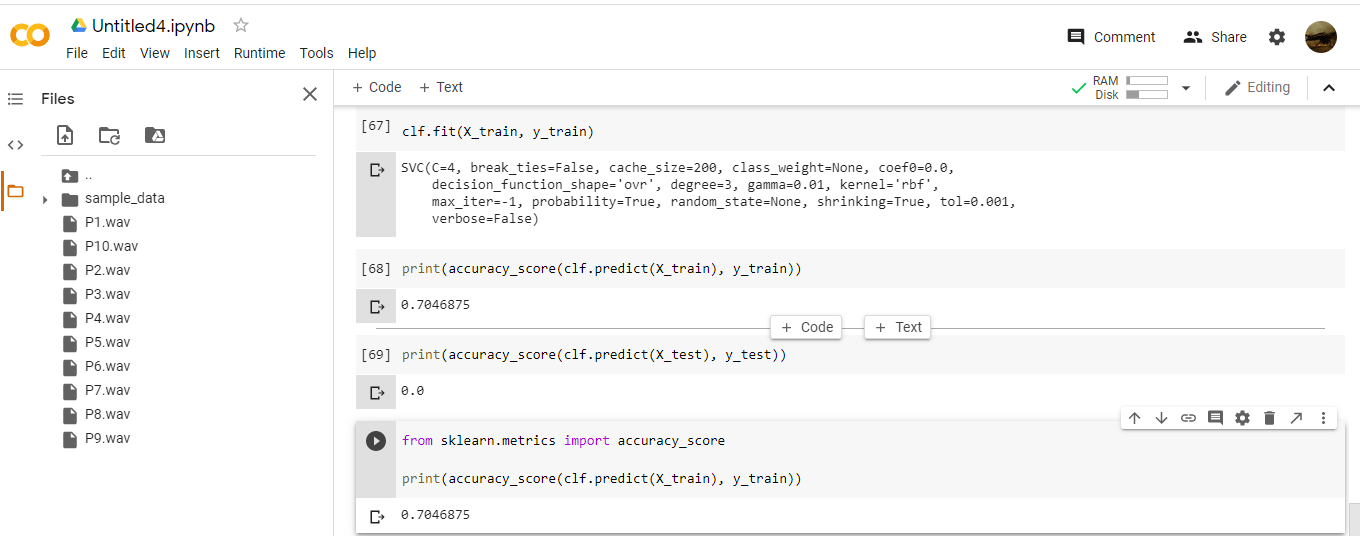 Untitled4.ipynb
File Edit View Insert Runtime Tools Help
Comment Share
Files
+ Code + Text
RAM
Disk
Editing
..
sample_data
P1.wav
P10.wav
P2.wav
P3.wav
P4.wav
P5.wav
P6.wav
P7.wav
P8.wav
P9.wav
[67] clf.fit(X_train, y_train)
SVC(C=4, break_ties=False, cache_size=200, class_weight=None, coef0=0.0,
decision_function_shape='ovr', degree=3, gamma=0.01, kernel='rbf',
max_iter=-1, probability=True, random_state=None, shrinking=True, tol=0.001,
verbose=False)
[68] print(accuracy_score(clf.predict(X_train), y_train))
0.7046875
+ Code + Text
[69] print(accuracy_score(clf.predict(X_test), y_test))
0.0
from sklearn.metrics import accuracy_score
print(accuracy_score(clf.predict(X_train), y_train))
0.7046875